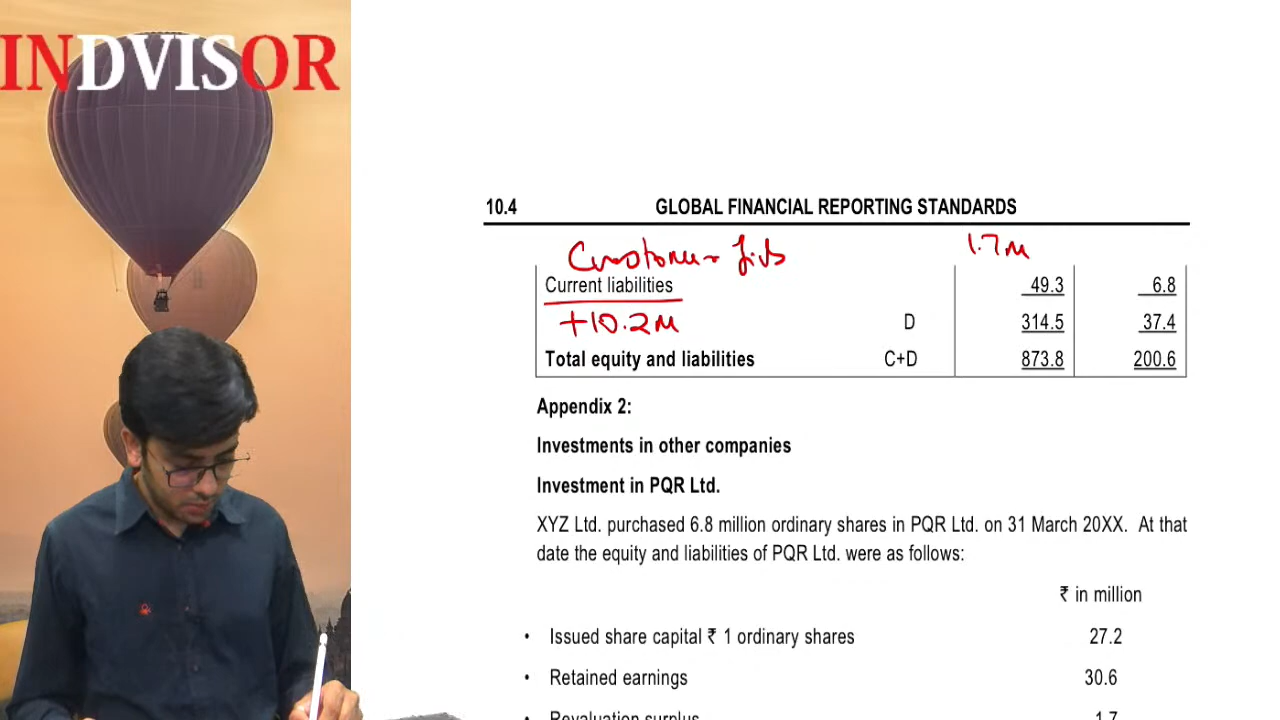 INDVISOR
10.4 GLOBAL FINANCIAL REPORTING STANDARDS
Customer 1.7M
Current liabilities 49.3 6.8
+10.2M D 314.5 37.4
Total equity and liabilities C+D 873.8 200.6
Appendix 2:
Investments in other companies
Investment in PQR Ltd.
XYZ Ltd. purchased 6.8 million ordinary shares in PQR Ltd. on 31 March 20XX. At that
date the equity and liabilities of PQR Ltd. were as follows:
₹ in million
• Issued share capital ₹ 1 ordinary shares 27.2
• Retained earnings 30.6
• Revaluation surplus 1.7